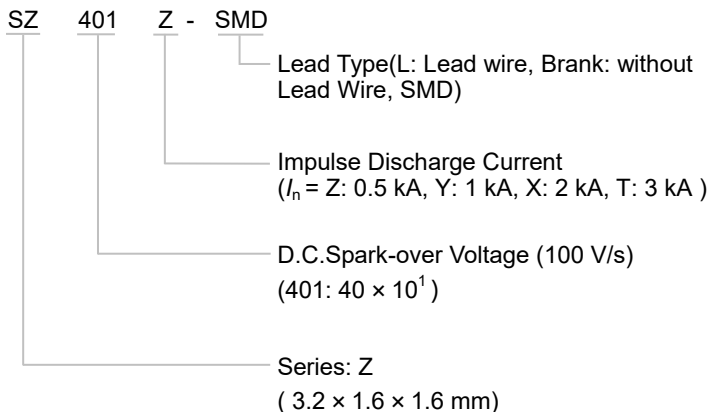 SZ 401 Z - SMD
Lead Type(L: Lead wire, Brank: without
Lead Wire, SMD)
Impulse Discharge Current
(In = Z: 0.5 kA, Y: 1 kA, X: 2 kA, T: 3 kA )
D.C.Spark-over Voltage (100 V/s)
(401: 40 × 10¹ )
Series: Z
( 3.2 × 1.6 × 1.6 mm)